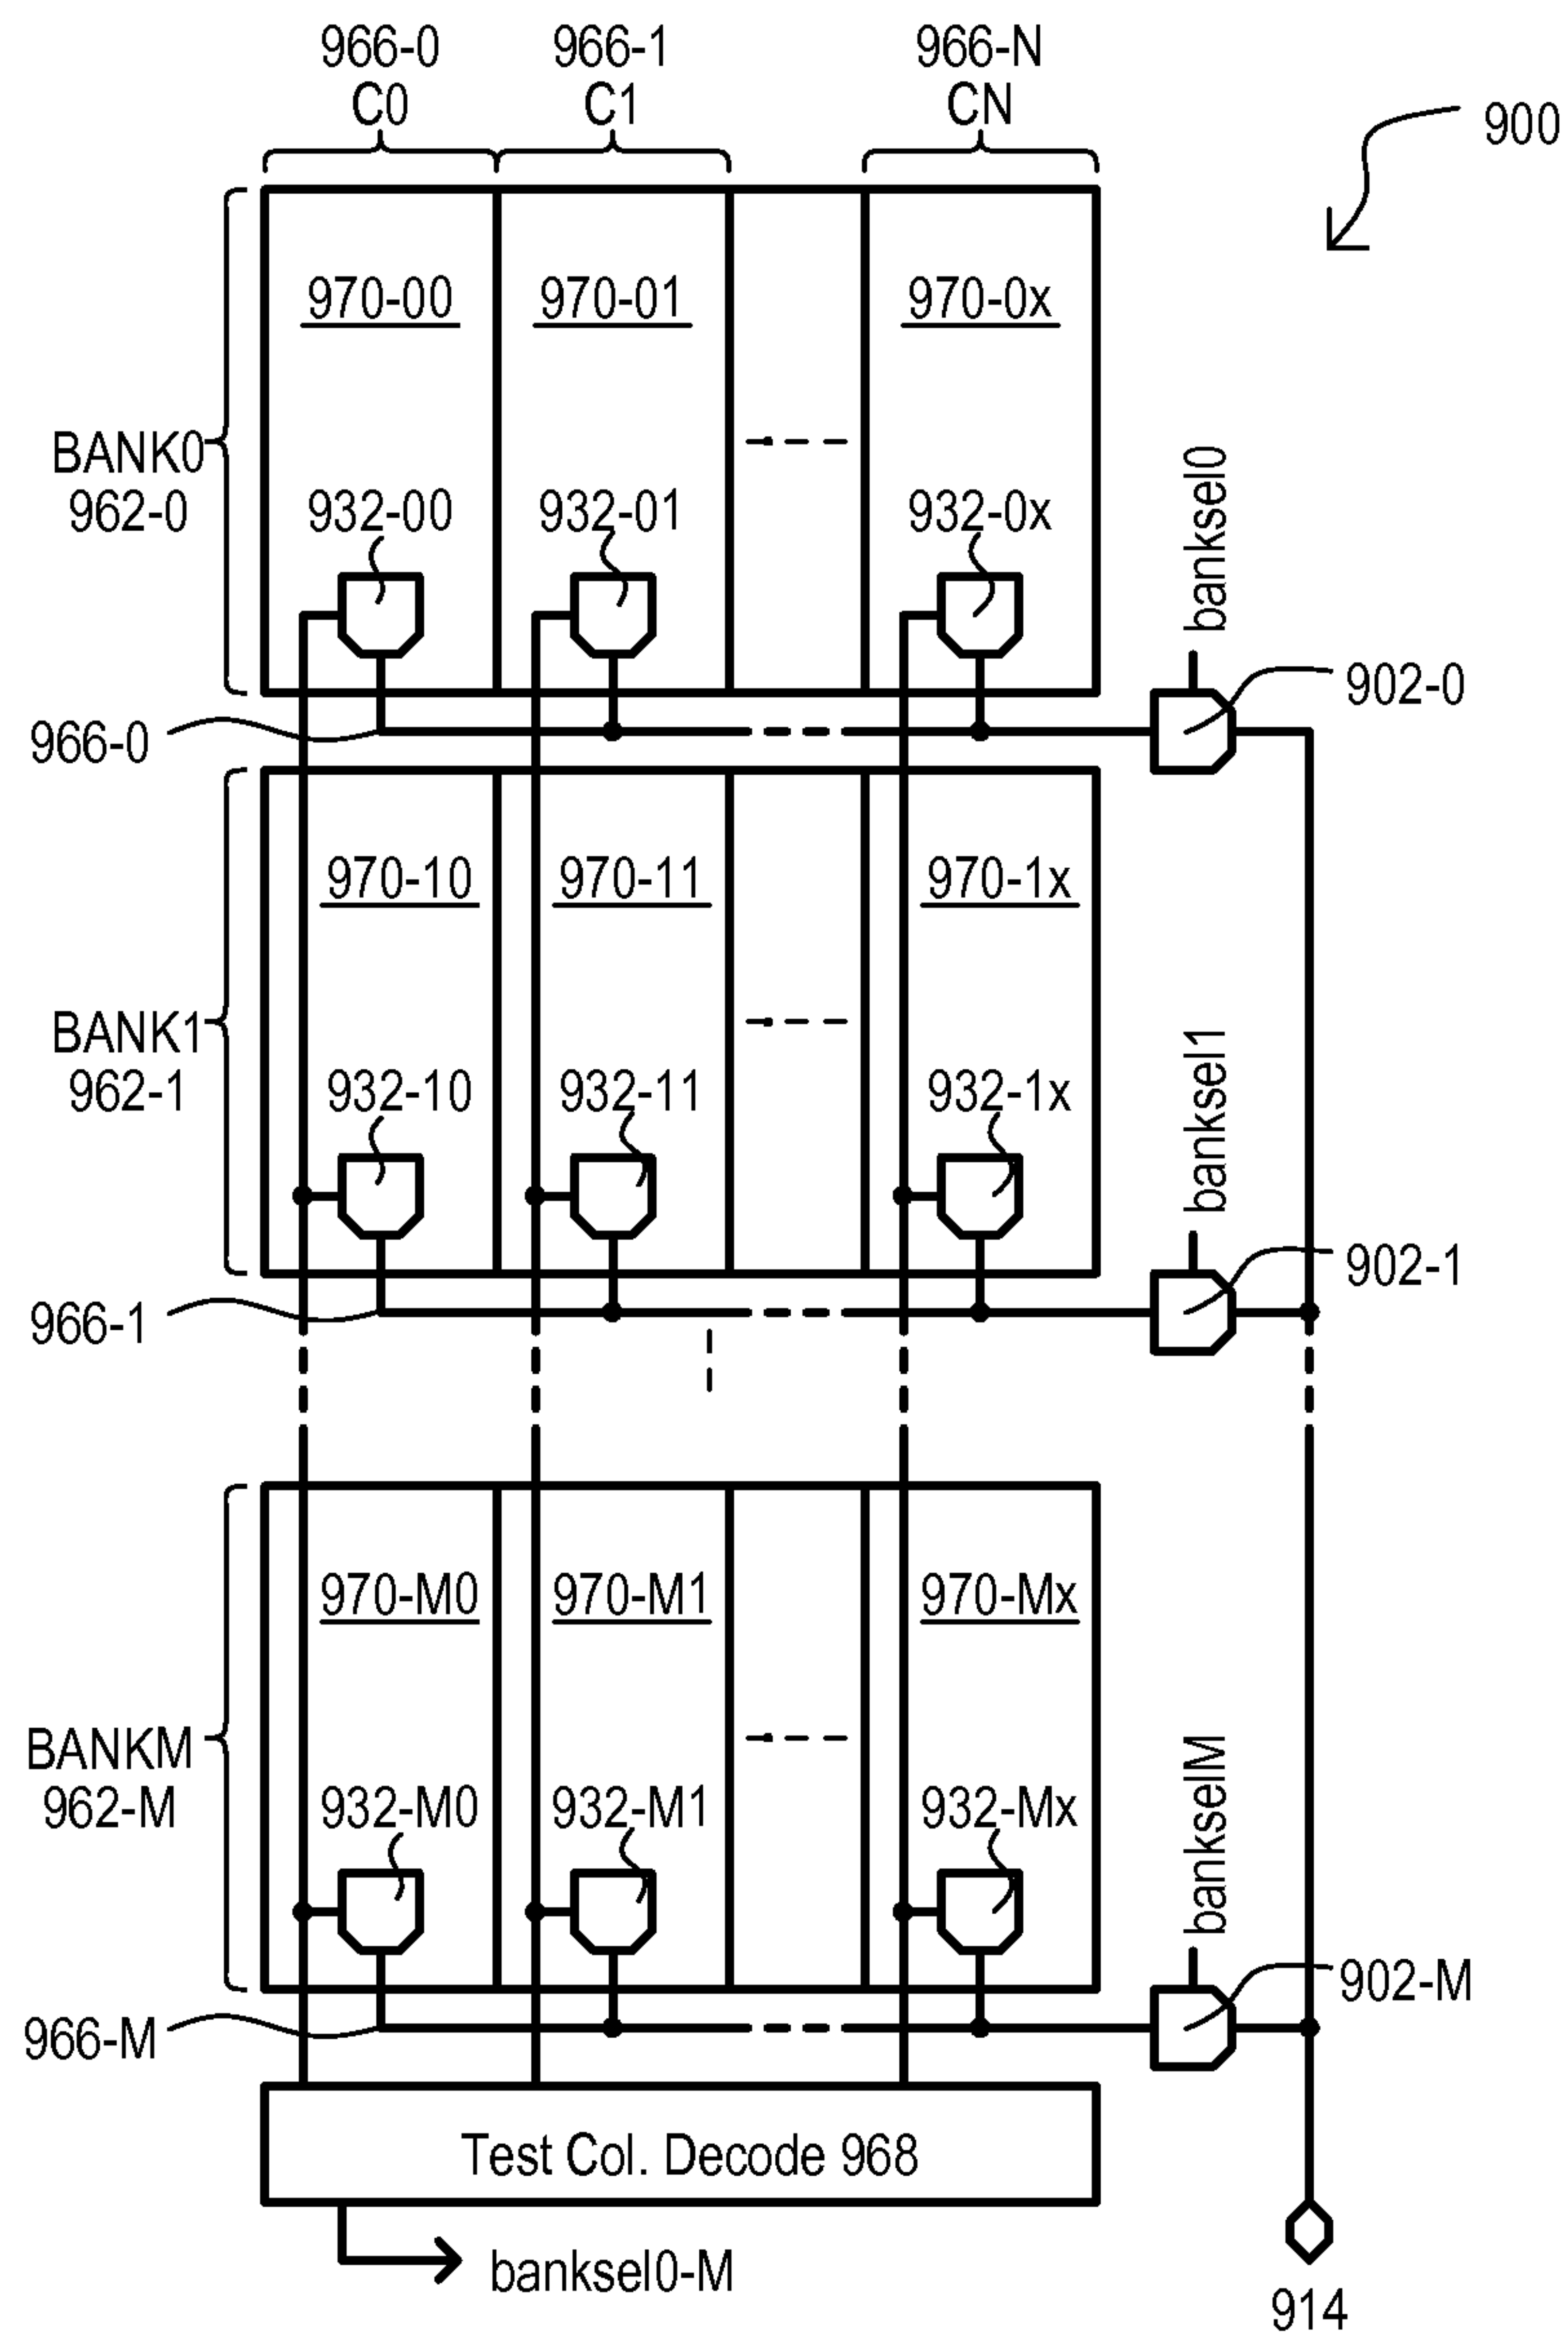 966-0 966-1 966-N
C0 C1 CN
900
970-00 970-01 970-0x
BANK0
962-0
932-00 932-01 932-0x
banksel0
902-0
966-0
970-10 970-11 970-1x
BANK1
962-1
932-10 932-11 932-1x
banksel1
902-1
966-1
970-M0 970-M1 970-Mx
BANKM
962-M
932-M0 932-M1 932-Mx
bankselM
902-M
966-M
Test Col. Decode 968
banksel0-M
914